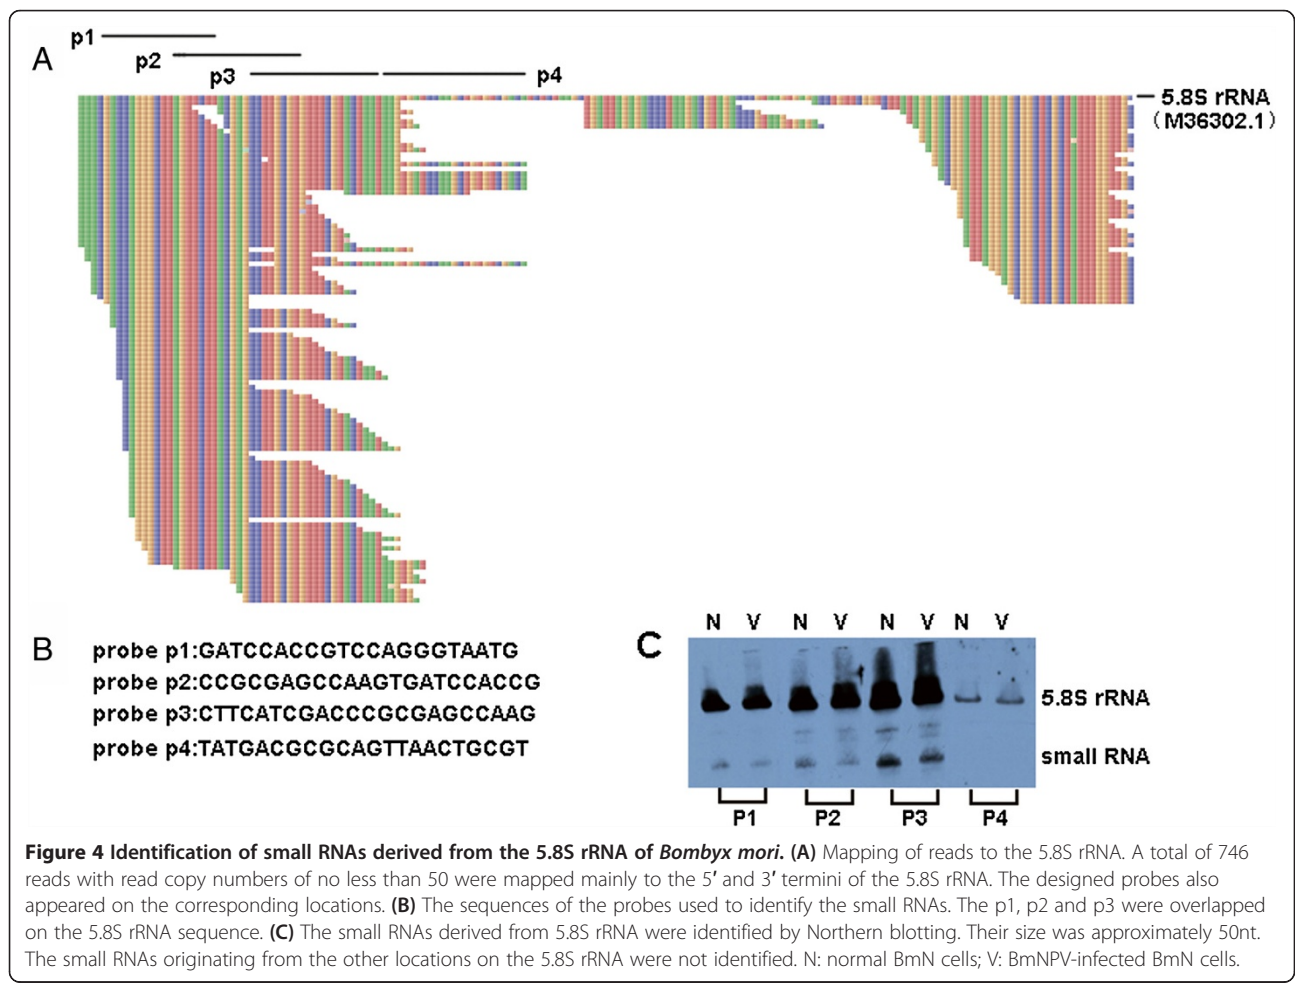 A
p1
p2
p3
p4
5.8S rRNA
(M36302.1)
B
probe p1:GATCCACCGTCCAGGGTAATG
probe p2:CCGCGAGCCAAGTGATCCACCG
probe p3:CTTCATCGACCCGCGAGCCAAG
probe p4:TATGACGCGCAGTTAACTGCGT
C
N V N V N V N V
5.8S rRNA
small RNA
P1 P2 P3 P4
Figure 4 Identification of small RNAs derived from the 5.8S rRNA of Bombyx mori. (A) Mapping of reads to the 5.8S rRNA. A total of 746
reads with read copy numbers of no less than 50 were mapped mainly to the 5′ and 3′ termini of the 5.8S rRNA. The designed probes also
appeared on the corresponding locations. (B) The sequences of the probes used to identify the small RNAs. The p1, p2 and p3 were overlapped
on the 5.8S rRNA sequence. (C) The small RNAs derived from 5.8S rRNA were identified by Northern blotting. Their size was approximately 50nt.
The small RNAs originating from the other locations on the 5.8S rRNA were not identified. N: normal BmN cells; V: BmNPV-infected BmN cells.